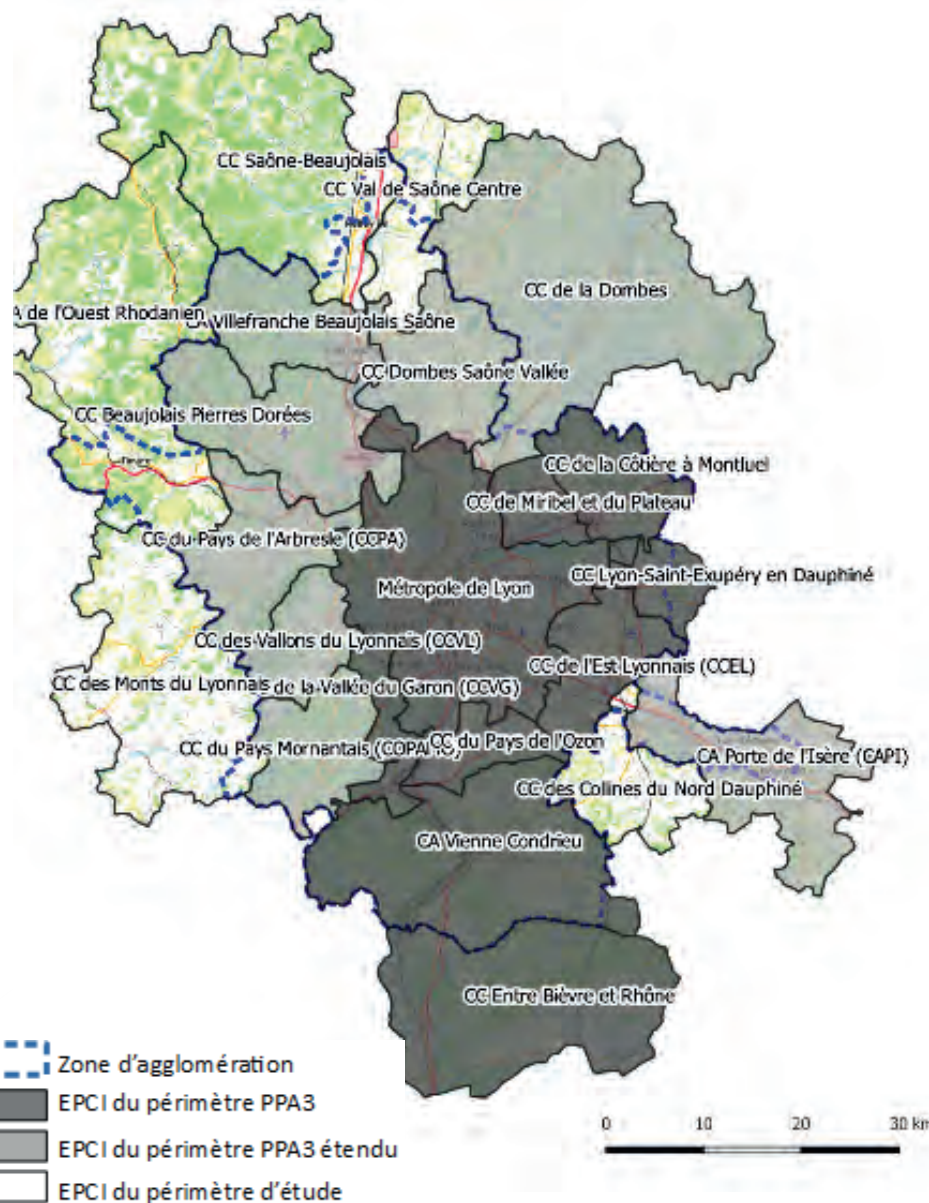 CC Saône-Beaujolais
CC Val de Saône Centre
CC de la Dombes
A de l'Ouest Rhodanien
CA Villefranche Beaujolais Saône
CC Dombes Saône Vallée
CC Beaujolais Pierres Dorées
CC de la Côtière à Montluel
CC de Miribel et du Plateau
CC du Pays de l'Arbresle (CCPA)
CC Lyon-Saint-Exupéry en Dauphiné
Métropole de Lyon
CC des Vallons du Lyonnais (CCVL)
CC de l'Est Lyonnais (CCEL)
CC des Monts du Lyonnais
de la Vallée du Garon (CCVG)
CC du Pays Mornantais
CC du Pays de l'Ozon
CA Porte de l'Isère (CAPI)
CC des Collines du Nord Dauphiné
CA Vienne Condrieu
CC Entre Bièvre et Rhône
Zone d'agglomération
EPCI du périmètre PPA3
EPCI du périmètre PPA3 étendu
EPCI du périmètre d'étude
0 10 20 30 km